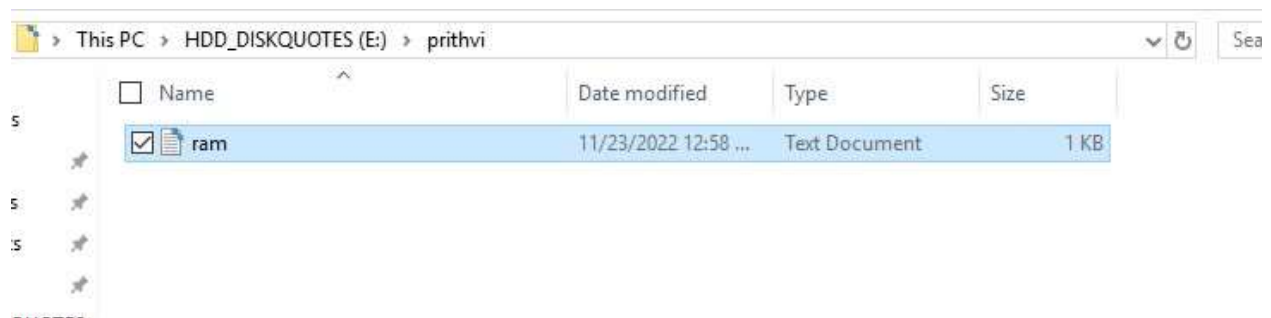 This PC > HDD_DISKQUOTES (E:) > prithvi
Name Date modified Type Size
ram 11/23/2022 12:58 ... Text Document 1 KB